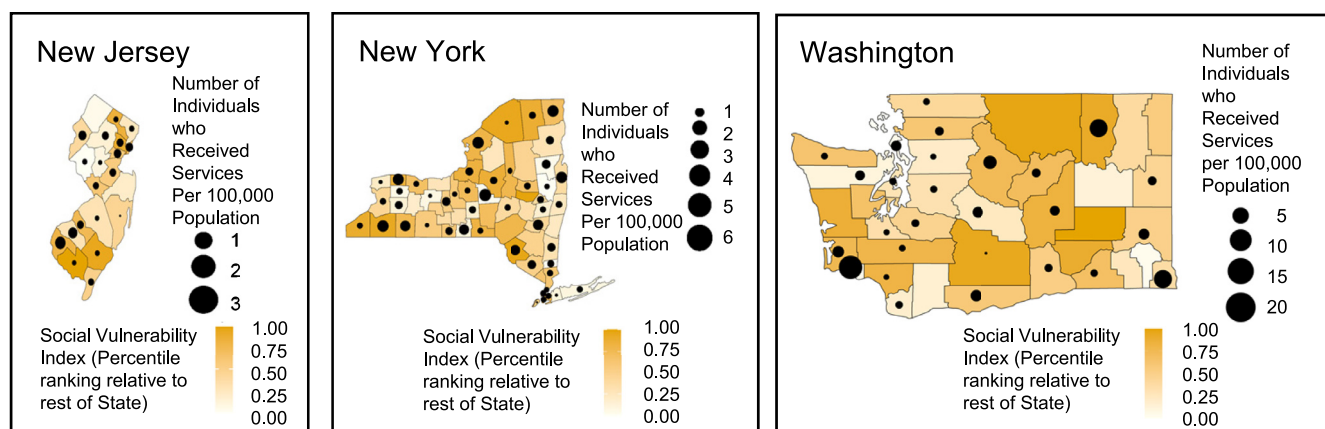 New Jersey
Number of
Individuals
who
Received
Services
Per 100,000
Population
1
2
3
Social Vulnerability
Index (Percentile
ranking relative to
rest of State)
1.00
0.75
0.50
0.25
0.00
New York
Number of
Individuals
who
Received
Services
Per 100,000
Population
1
2
3
4
5
6
Social Vulnerability
Index (Percentile
ranking relative to
rest of State)
1.00
0.75
0.50
0.25
0.00
Washington
Number of
Individuals
who
Received
Services
per 100,000
Population
5
10
15
20
Social Vulnerability
Index (Percentile
ranking relative to
rest of State)
1.00
0.75
0.50
0.25
0.00